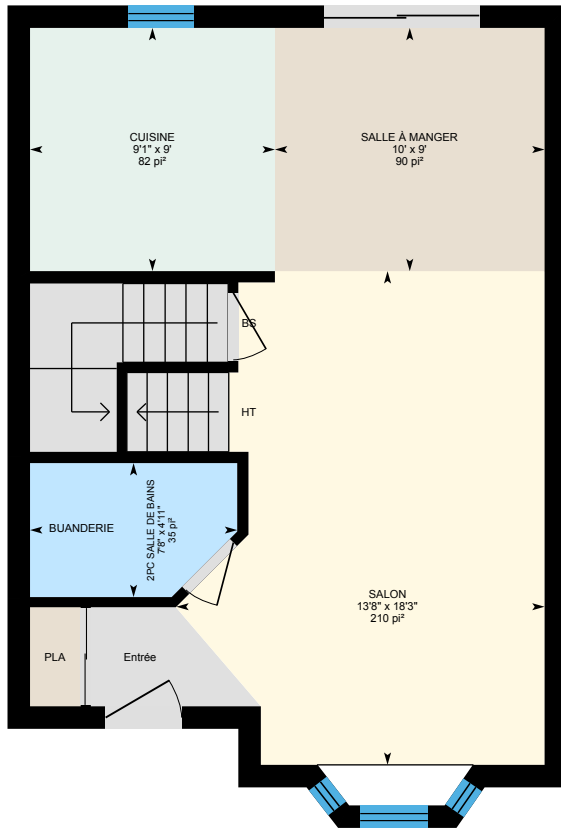 CUISINE
9'1" x 9'
82 pi²
SALLE À MANGER
10' x 9'
90 pi²
BS
HT
BUANDERIE
2PC SALLE DE BAINS
7'8" x 4'11"
35 pi²
SALON
13'8" x 18'3"
210 pi²
PLA
Entrée